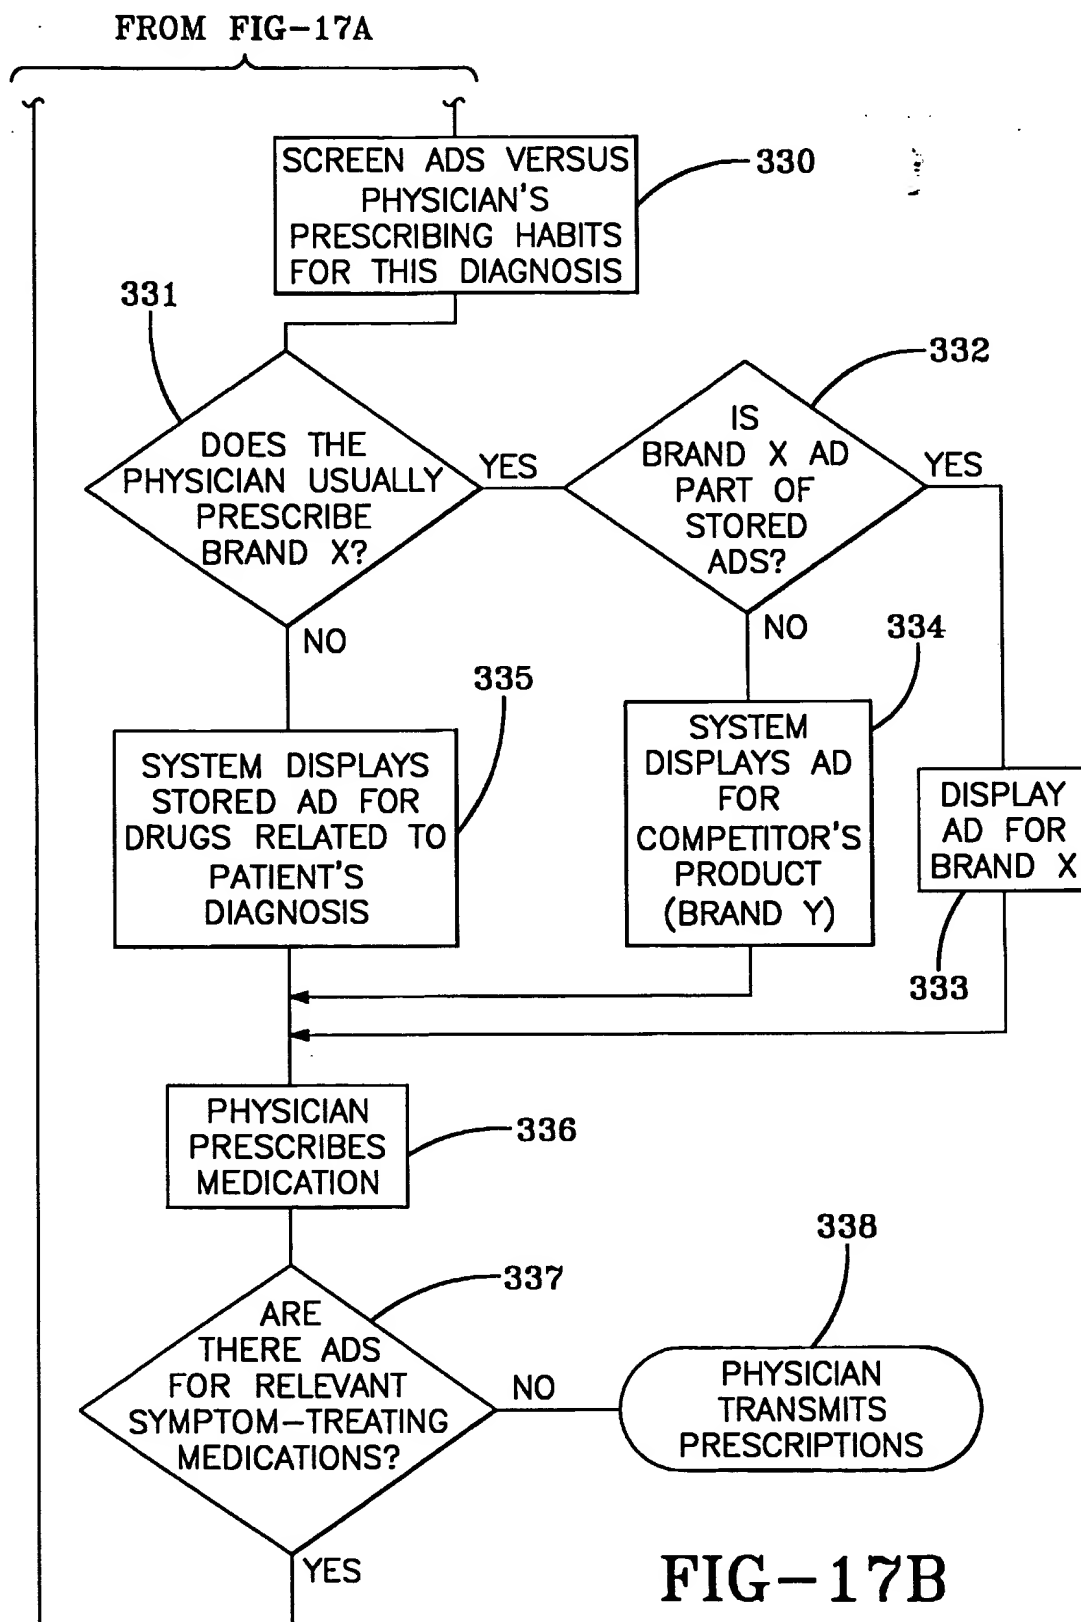 FROM FIG-17A
SCREEN ADS VERSUS
PHYSICIAN'S
PRESCRIBING HABITS
FOR THIS DIAGNOSIS
330
331
DOES THE
PHYSICIAN USUALLY
PRESCRIBE
BRAND X?
YES
NO
332
IS
BRAND X AD
PART OF
STORED
ADS?
YES
NO
334
335
SYSTEM DISPLAYS
STORED AD FOR
DRUGS RELATED TO
PATIENT'S
DIAGNOSIS
SYSTEM
DISPLAYS AD
FOR
COMPETITOR'S
PRODUCT
(BRAND Y)
DISPLAY
AD FOR
BRAND X
333
PHYSICIAN
PRESCRIBES
MEDICATION
336
337
ARE
THERE ADS
FOR RELEVANT
SYMPTOM-TREATING
MEDICATIONS?
NO
YES
338
PHYSICIAN
TRANSMITS
PRESCRIPTIONS
FIG-17B